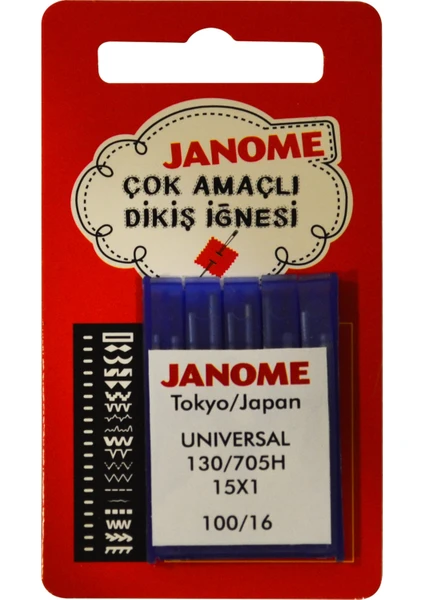 JANOME
ÇOK AMAÇLI
DİKİŞ İĞNESİ
JANOME
Tokyo/Japan
UNIVERSAL
130/705H
15X1
100/16